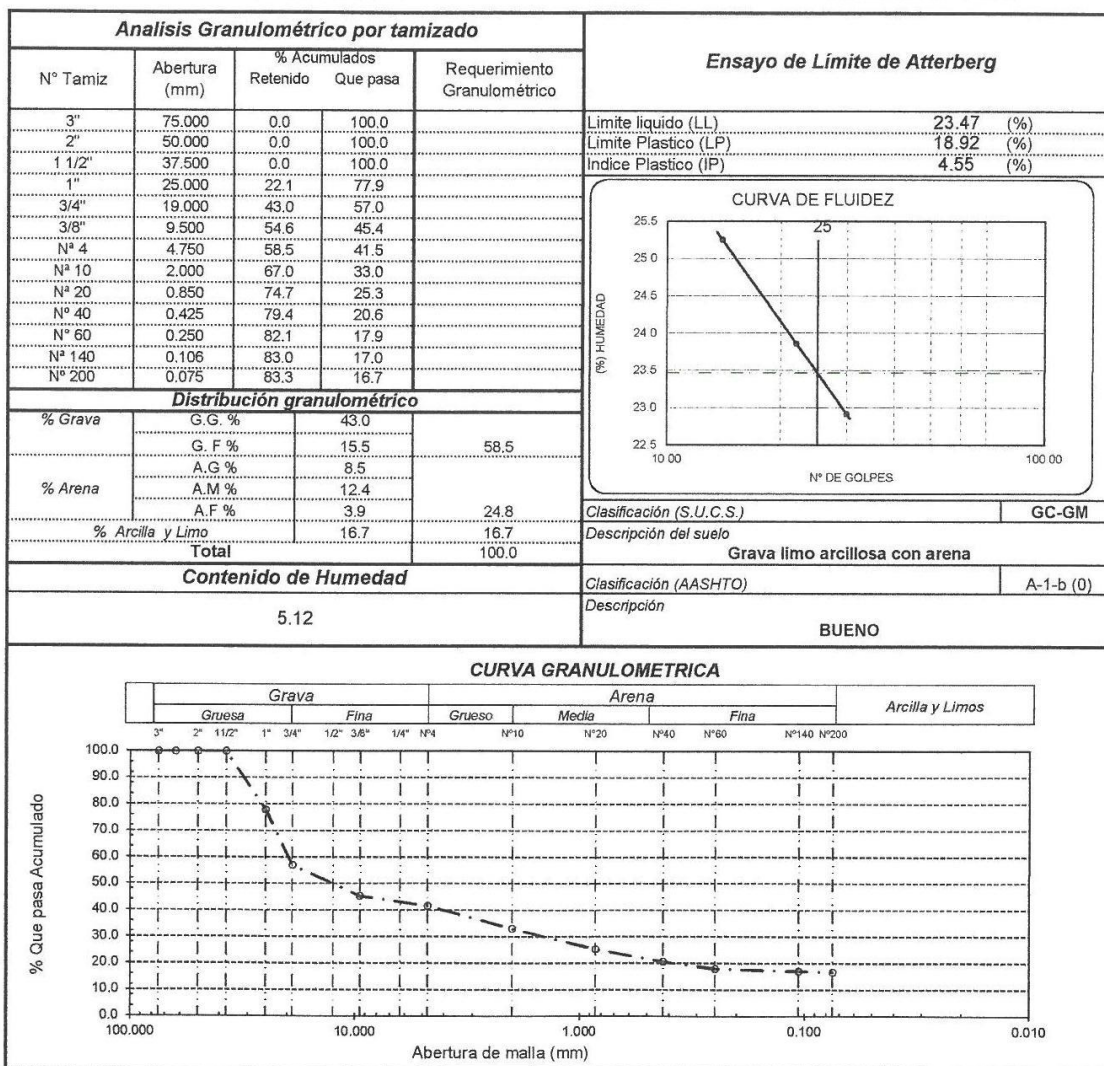 Analisis Granulométrico por tamizado
N° Tamiz Abertura (mm) % Acumulados Retenido Que pasa Requerimiento Granulométrico
3" 75.000 0.0 100.0
2" 50.000 0.0 100.0
1 1/2" 37.500 0.0 100.0
1" 25.000 22.1 77.9
3/4" 19.000 43.0 57.0
3/8" 9.500 54.6 45.4
Nª 4 4.750 58.5 41.5
Nª 10 2.000 67.0 33.0
Nª 20 0.850 74.7 25.3
Nº 40 0.425 79.4 20.6
N° 60 0.250 82.1 17.9
Nª 140 0.106 83.0 17.0
Nº 200 0.075 83.3 16.7
Distribución granulométrico
% Grava G.G. % 43.0
G. F % 15.5 58.5
A.G % 8.5
% Arena A.M % 12.4
A.F % 3.9 24.8
% Arcilla y Limo 16.7 16.7
Total 100.0
Contenido de Humedad
5.12
Ensayo de Límite de Atterberg
Limite liquido (LL) 23.47 (%)
Limite Plastico (LP) 18.92 (%)
Indice Plastico (IP) 4.55 (%)
CURVA DE FLUIDEZ
25
25.5
25 0
24.5
24.0
23.5
23.0
22.5
(%) HUMEDAD
10 00 100 00
Nº DE GOLPES
Clasificación (S.U.C.S.) GC-GM
Descripción del suelo
Grava limo arcillosa con arena
Clasificación (AASHTO) A-1-b (0)
Descripción
BUENO
CURVA GRANULOMETRICA
Grava Arena Arcilla y Limos
Gruesa Fina Grueso Media Fina
3" 2" 11/2" 1" 3/4" 1/2" 3/8" 1/4" Nº4 Nº10 N°20 Nº40 N°60 Nº140 Nº200
100.0
90.0
80.0
70.0
60.0
50.0
40.0
30.0
20.0
10.0
0.0
% Que pasa Acumulado
100.000 10.000 1.000 0.100 0.010
Abertura de malla (mm)